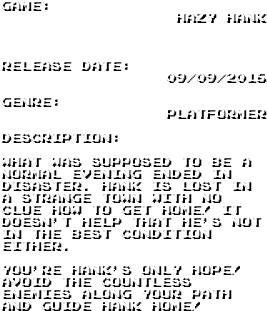 GAME:
HAZY HANK
RELEASE DATE:
09/09/2016
GENRE:
PLATFORMER
DESCRIPTION:
WHAT WAS SUPPOSED TO BE A
NORMAL EVENING ENDED IN
DISASTER. HANK IS LOST IN
A STRANGE TOWN WITH NO
CLUE HOW TO GET HOME! IT
DOESN'T HELP THAT HE'S NOT
IN THE BEST CONDITION
EITHER.
YOU'RE HANK'S ONLY HOPE!
AVOID THE COUNTLESS
ENEMIES ALONG YOUR PATH
AND GUIDE HANK HOME!